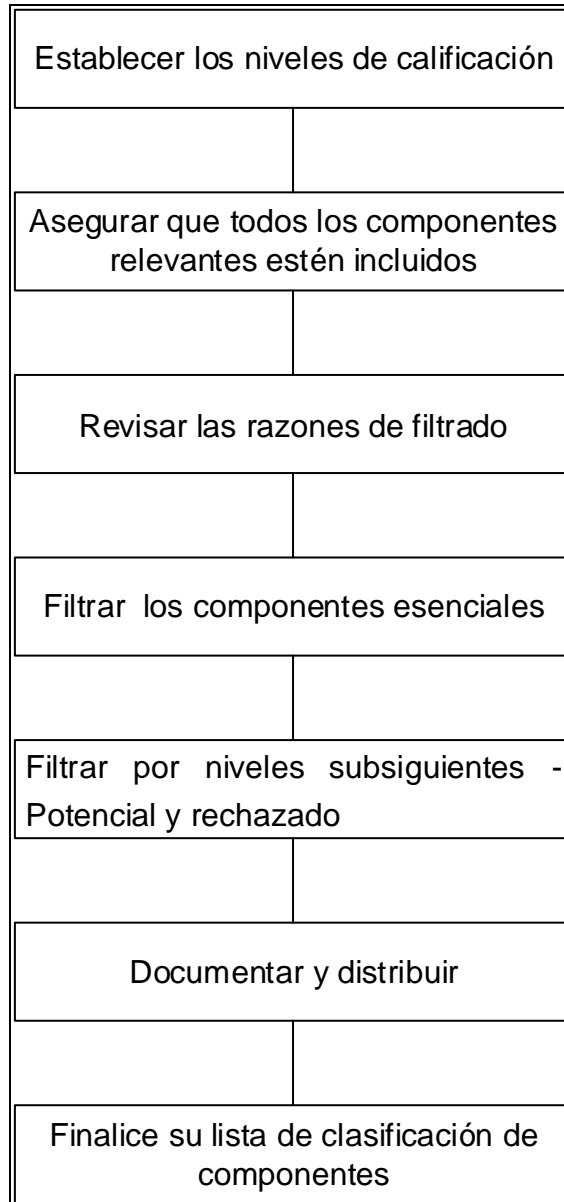 Establecer los niveles de calificación
Asegurar que todos los componentes
relevantes estén incluidos
Revisar las razones de filtrado
Filtrar los componentes esenciales
Filtrar por niveles subsiguientes -
Potencial y rechazado
Documentar y distribuir
Finalice su lista de clasificación de
componentes